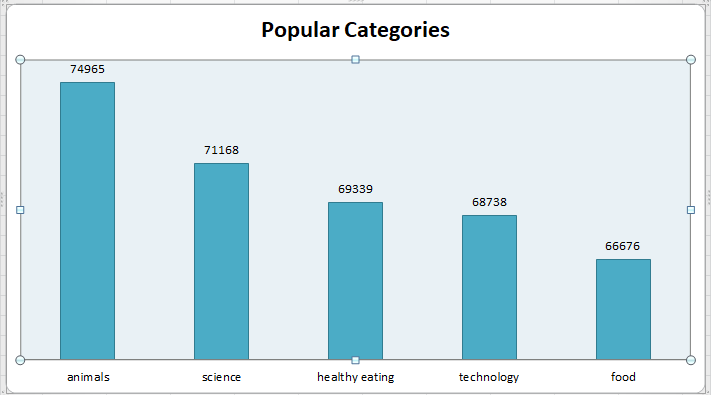 Popular Categories
74965
71168
69339
68738
66676
animals science healthy eating technology food